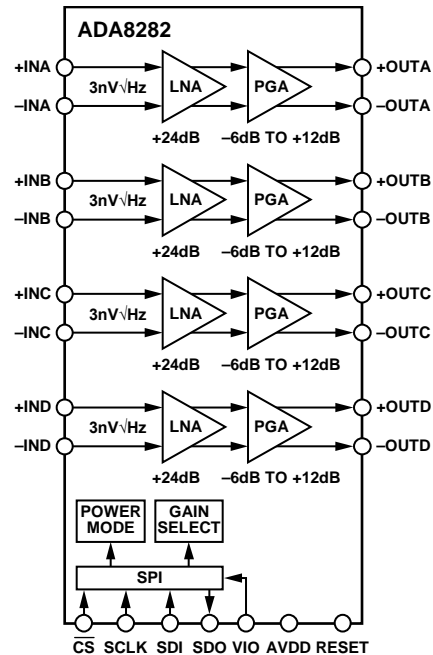 ADA8282
+INA
–INA
3nV√Hz
LNA
PGA
+OUTA
–OUTA
+24dB
–6dB TO +12dB
+INB
–INB
3nV√Hz
LNA
PGA
+OUTB
–OUTB
+24dB
–6dB TO +12dB
+INC
–INC
3nV√Hz
LNA
PGA
+OUTC
–OUTC
+24dB
–6dB TO +12dB
+IND
–IND
3nV√Hz
LNA
PGA
+OUTD
–OUTD
+24dB
–6dB TO +12dB
POWER
MODE
GAIN
SELECT
SPI
CS SCLK SDI SDO VIO AVDD RESET